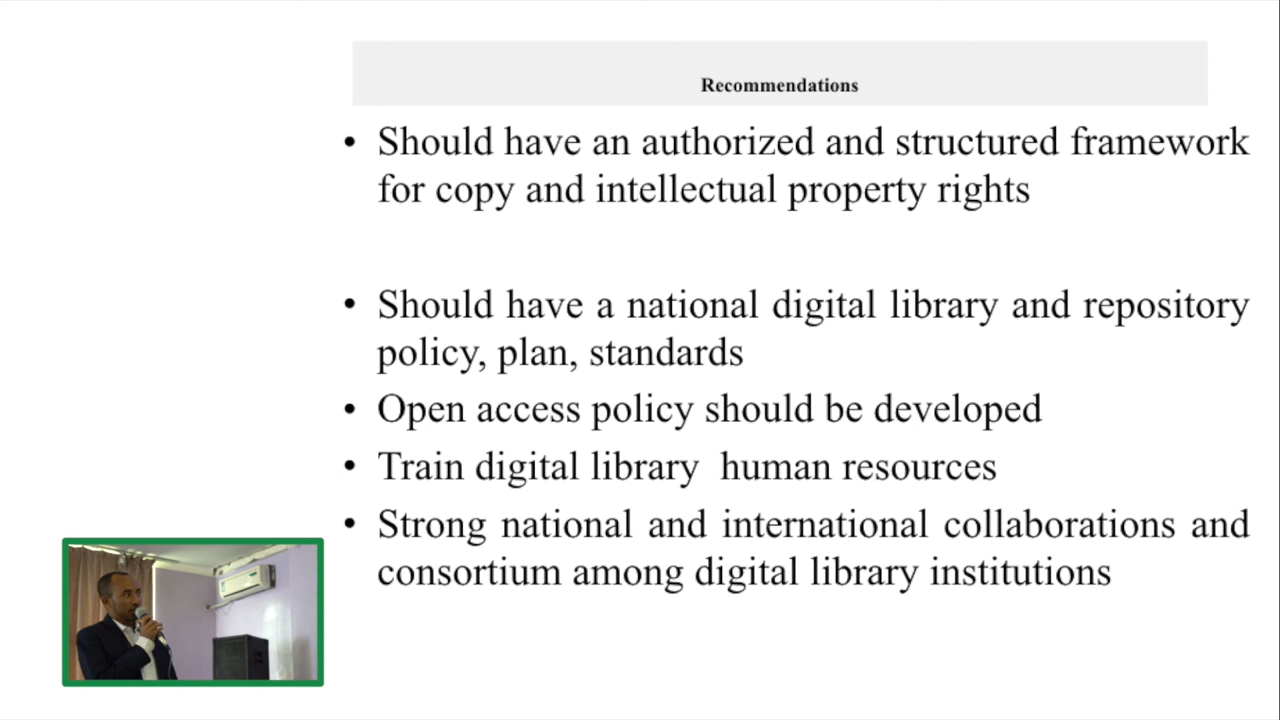 Recommendations
• Should have an authorized and structured framework
for copy and intellectual property rights
• Should have a national digital library and repository
policy, plan, standards
• Open access policy should be developed
• Train digital library  human resources
• Strong national and international collaborations and
consortium among digital library institutions